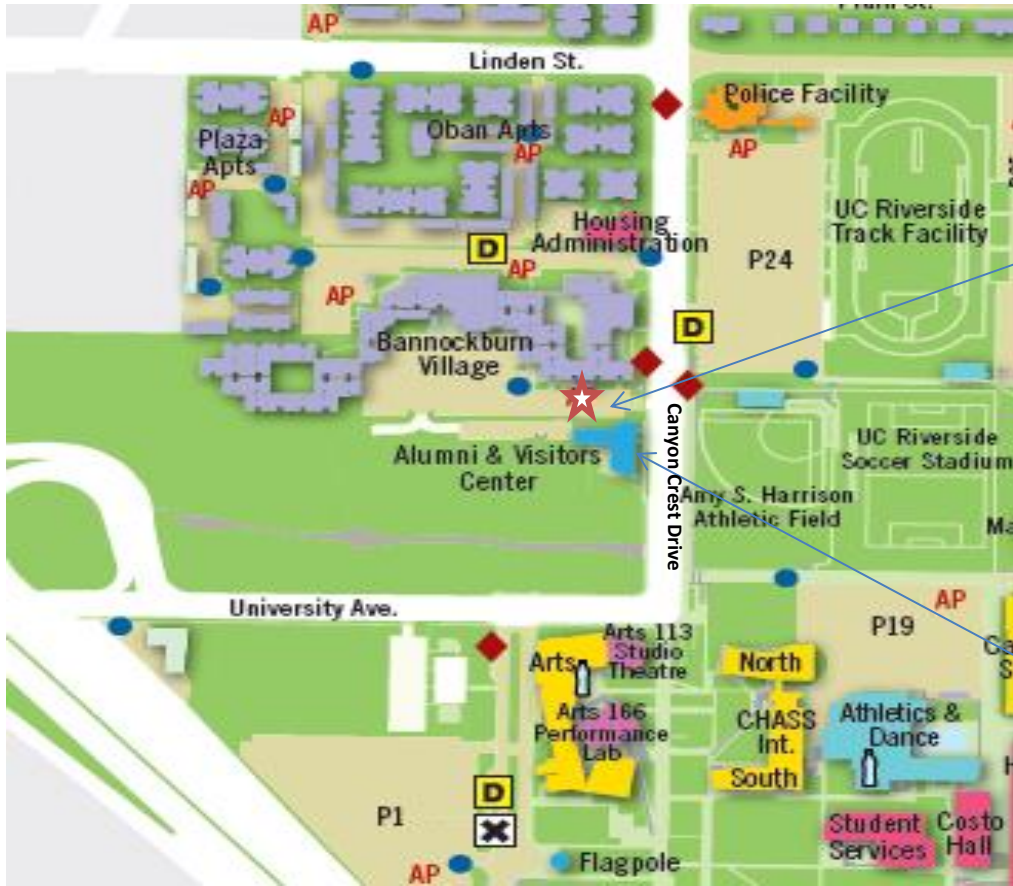 AP
Linden St.
Police Facility
AP
Oban Apts
AP
Plaza
Apts
AP
AP
UC Riverside
Track Facility
Housing
Administration
D
P24
AP
AP
D
Bannockburn
Village
Canyon Crest Drive
Alumni & Visitors
Center
UC Riverside
Soccer Stadium
Amy S. Harrison
Athletic Field
University Ave.
AP
P19
Arts 113
Studio
Theatre
Arts
North
Arts 166
Performance
Lab
CHASS
Int.
Athletics &
Dance
South
D
P1
Student
Services
Costo
Hall
Flagpole
AP